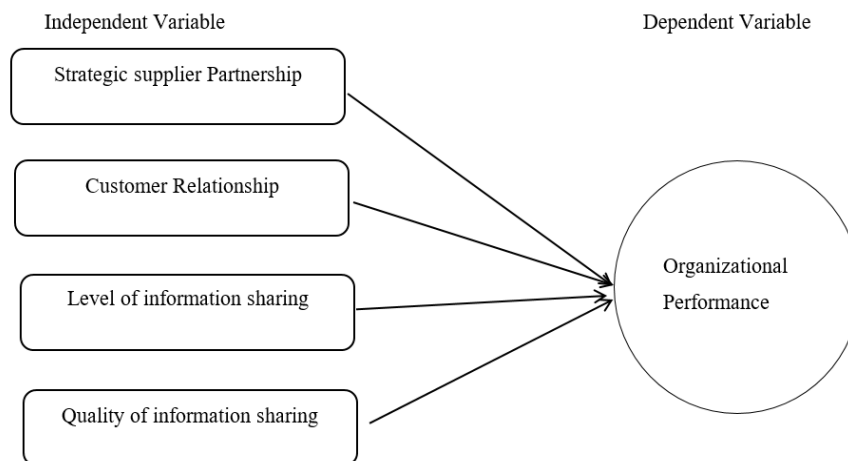 Independent Variable
Dependent Variable
Strategic supplier Partnership
Customer Relationship
Level of information sharing
Quality of information sharing
Organizational
Performance